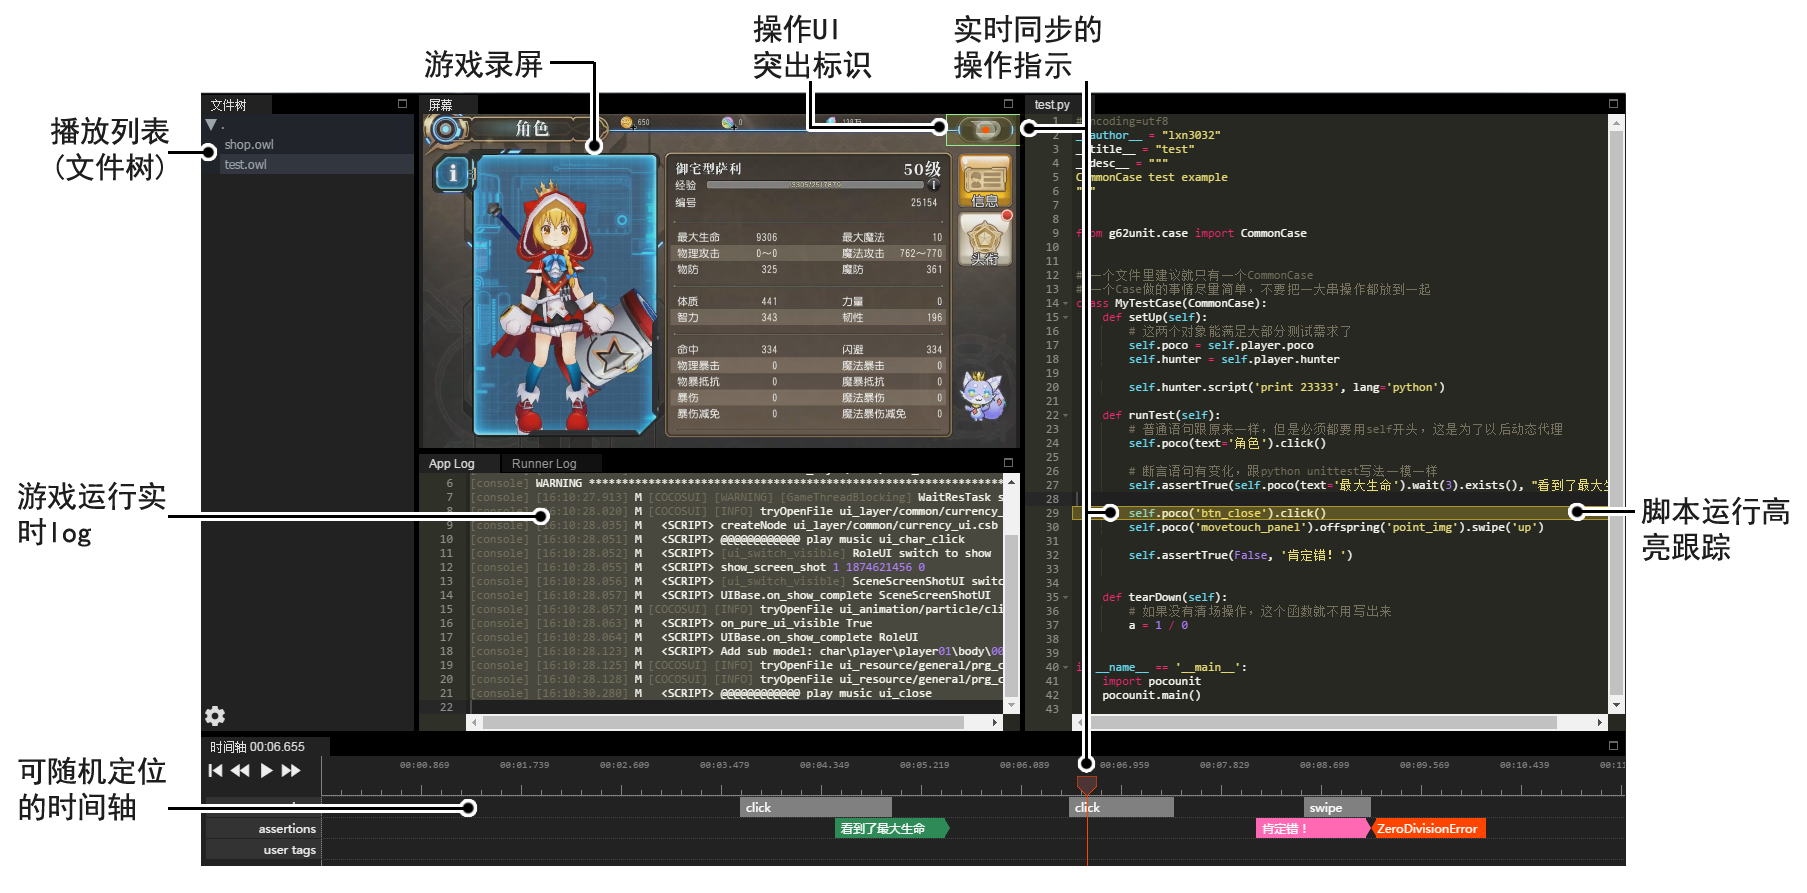 操作UI
突出标识
实时同步的
操作指示
游戏录屏
播放列表
(文件树)
游戏运行实
时log
可随机定位
的时间轴
脚本运行高
亮跟踪
文件树
.
shop.owl
test.owl
屏幕
角色
650
0
御宅型萨利 50级
经验
编号 25154
最大生命 9306 最大魔法 10
物理攻击 0~0 魔法攻击 762~770
物防 325 魔防 361
体质 441 力量 0
智力 343 韧性 196
命中 334 闪避 334
物理暴击 0 魔法暴击 0
物暴抵抗 0 魔暴抵抗 0
暴伤 0 魔法暴伤 0
暴伤减免 0 魔法暴伤减免 0
信息
头衔
App Log Runner Log
6 [console] WARNING ****************************************
7 [console] [16:10:27.913] M [COCOSUI] [WARNING] [GameThreadBlocking] WaitResTask s
8 [console] [16:10:28.020] M [COCOSUI] [INFO] tryOpenFile ui_layer/common/currency_
9 [console] [16:10:28.035] M <SCRIPT> createNode ui_layer/common/currency_ui.csb
10 [console] [16:10:28.051] M <SCRIPT> @@@@@@@@@@@@ play music ui_char_click
11 [console] [16:10:28.052] M <SCRIPT> [ui_switch_visible] RoleUI switch to show
12 [console] [16:10:28.055] M <SCRIPT> show_screen_shot 1 1874621456 0
13 [console] [16:10:28.056] M <SCRIPT> [ui_switch_visible] SceneScreenShotUI switc
14 [console] [16:10:28.057] M <SCRIPT> UIBase.on_show_complete SceneScreenShotUI
15 [console] [16:10:28.057] M [COCOSUI] [INFO] tryOpenFile ui_animation/particle/cli
16 [console] [16:10:28.063] M <SCRIPT> on_pure_ui_visible True
17 [console] [16:10:28.064] M <SCRIPT> UIBase.on_show_complete RoleUI
18 [console] [16:10:28.123] M <SCRIPT> Add sub model: char\player\player01\body\00
19 [console] [16:10:28.125] M [COCOSUI] [INFO] tryOpenFile ui_resource/general/prg_c
20 [console] [16:10:28.128] M [COCOSUI] [INFO] tryOpenFile ui_resource/general/prg_c
21 [console] [16:10:30.280] M <SCRIPT> @@@@@@@@@@@@ play music ui_close
22
test.py
1 # ncoding=utf8
2 _ author__ = "lxn3032"
3 _ title__ = "test"
4 _ desc__ = """
5 C mmonCase test example
6 " "
7
8
9 f om g62unit.case import CommonCase
10
11
12 # 一个文件里建议就只有一个CommonCase
13 # 一个Case做的事情尽量简单，不要把一大串操作都放到一起
14 c ass MyTestCase(CommonCase):
15 def setUp(self):
16 # 这两个对象能满足大部分测试需求了
17 self.poco = self.player.poco
18 self.hunter = self.player.hunter
19
20 self.hunter.script('print 23333', lang='python')
21
22 def runTest(self):
23 # 普通语句跟原来一样，但是必须都要用self开头，这是为了以后动态代理
24 self.poco(text='角色').click()
25
26 # 断言语句有变化，跟python unittest写法一模一样
27 self.assertTrue(self.poco(text='最大生命').wait(3).exists(), "看到了最大生
28
29 self.poco('btn_close').click()
30 self.poco('movetouch_panel').offspring('point_img').swipe('up')
31
32 self.assertTrue(False, '肯定错！')
33
34
35 def tearDown(self):
36 # 如果没有清场操作，这个函数就不用写出来
37 a = 1 / 0
38
39
40 i __name__ == '__main__':
41 import pocounit
42 pocounit.main()
43
时间轴 00:06.655
00:00.869 00:01.739 00:02.609 00:03.479 00:04.349 00:05.219 00:06.089 00:06.959 00:07.829 00:08.699 00:09.569 00:10.439 00:11
click click swipe
assertions 看到了最大生命 肯定错！ ZeroDivisionError
user tags